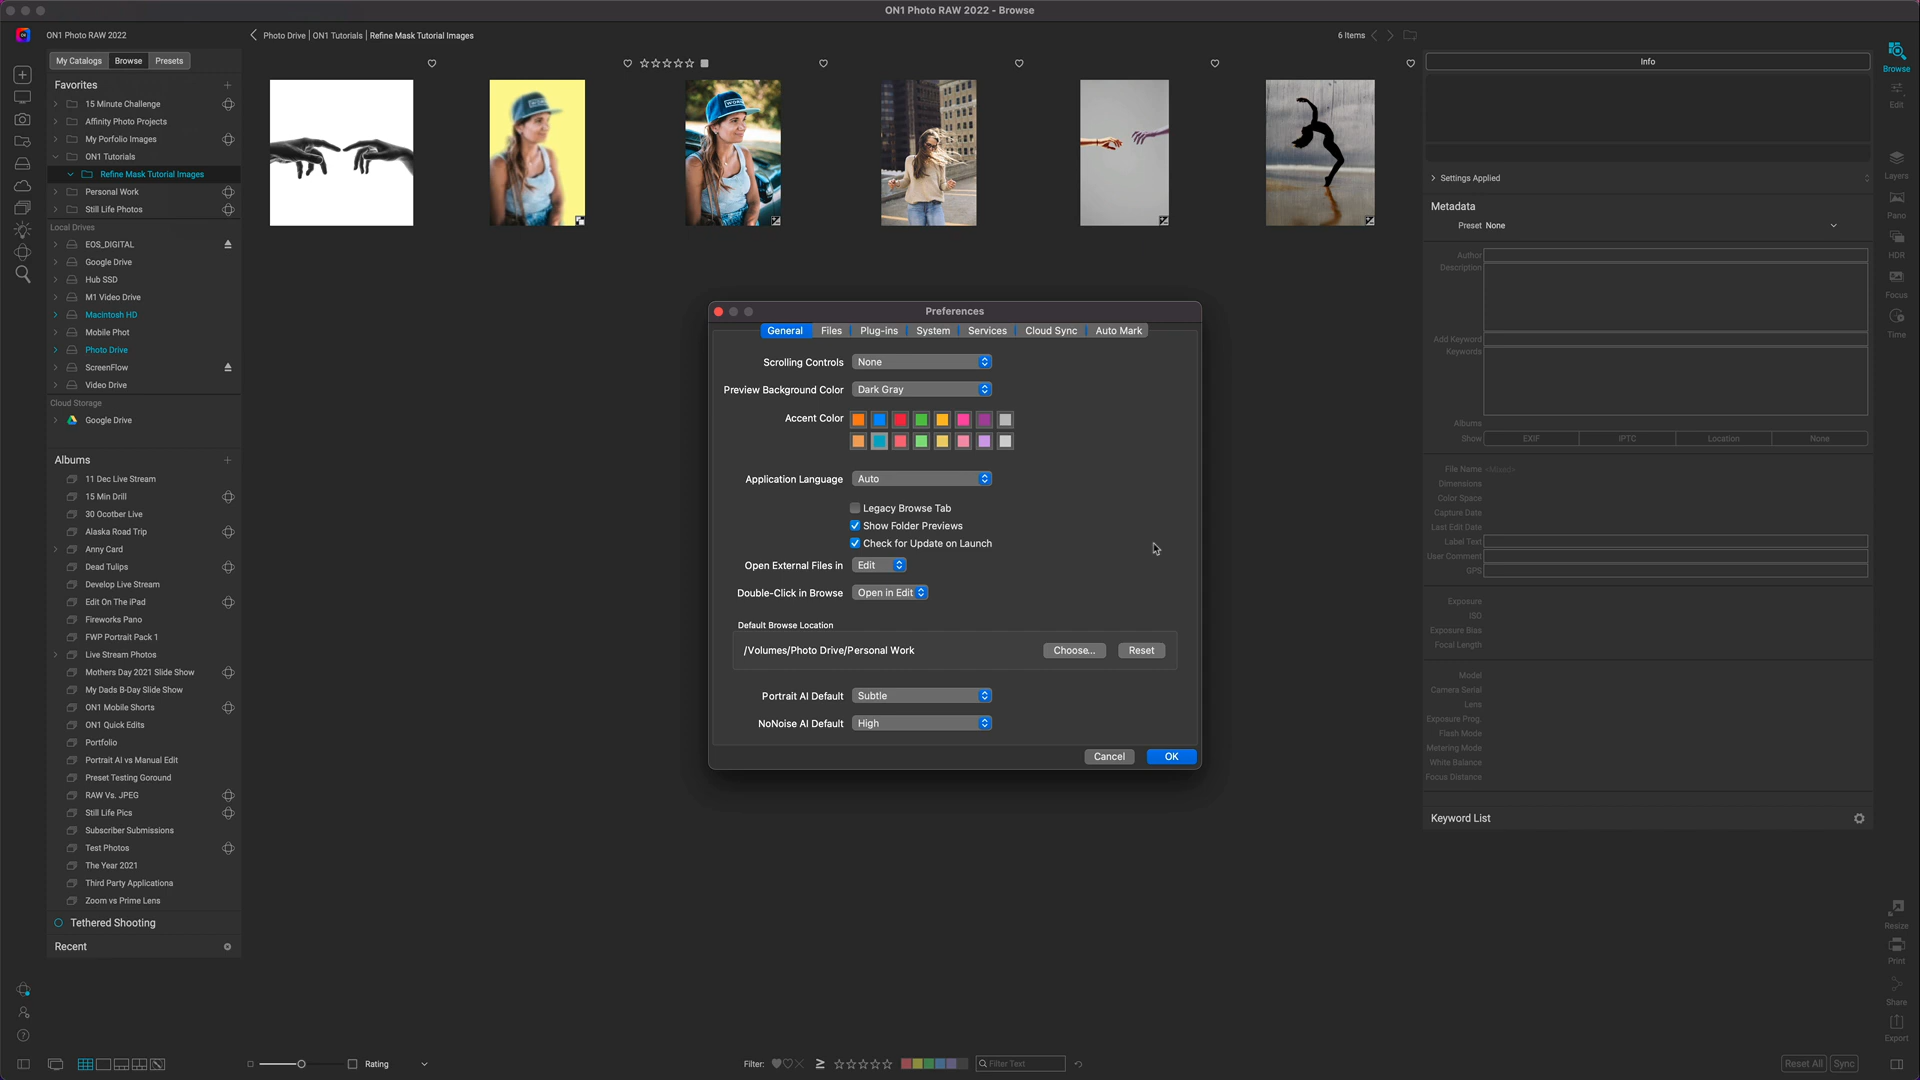 ON1 Photo RAW 2022 - Browse
ON1 Photo RAW 2022
Photo Drive | ON1 Tutorials | Refine Mask Tutorial Images
6 Items
My Catalogs Browse Presets
Info
Browse
Edit
Layers
Pano
HDR
Focus
Time
Favorites
15 Minute Challenge
Affinity Photo Projects
My Porfolio Images
ON1 Tutorials
Refine Mask Tutorial Images
Personal Work
Still Life Photos
Local Drives
EOS_DIGITAL
Google Drive
Hub SSD
M1 Video Drive
Macintosh HD
Mobile Phot
Photo Drive
ScreenFlow
Video Drive
Cloud Storage
Google Drive
Albums
11 Dec Live Stream
15 Min Drill
30 Ocotber Live
Alaska Road Trip
Anny Card
Dead Tulips
Develop Live Stream
Edit On The iPad
Fireworks Pano
FWP Portrait Pack 1
Live Stream Photos
Mothers Day 2021 Slide Show
My Dads B-Day Slide Show
ON1 Mobile Shorts
ON1 Quick Edits
Portfolio
Portrait AI vs Manual Edit
Preset Testing Goround
RAW Vs. JPEG
Still Life Pics
Subscriber Submissions
Test Photos
The Year 2021
Third Party Applicationa
Zoom vs Prime Lens
Tethered Shooting
Recent
Preferences
General Files Plug-ins System Services Cloud Sync Auto Mark
Scrolling Controls None
Preview Background Color Dark Gray
Accent Color
Application Language Auto
Legacy Browse Tab
Show Folder Previews
Check for Update on Launch
Open External Files in Edit
Double-Click in Browse Open in Edit
Default Browse Location
/Volumes/Photo Drive/Personal Work Choose... Reset
Portrait AI Default Subtle
NoNoise AI Default High
Cancel OK
Settings Applied
Metadata
Preset None
Author
Description
Add Keyword
Keywords
Albums
Show EXIF IPTC Location None
File Name <Mixed>
Dimensions
Color Space
Capture Date
Last Edit Date
Label Text
User Comment
GPS
Exposure
ISO
Exposure Bias
Focal Length
Model
Camera Serial
Lens
Exposure Prog.
Flash Mode
Metering Mode
White Balance
Focus Distance
Keyword List
Resize
Print
Share
Export
Rating
Filter:
Filter Text
Reset All Sync